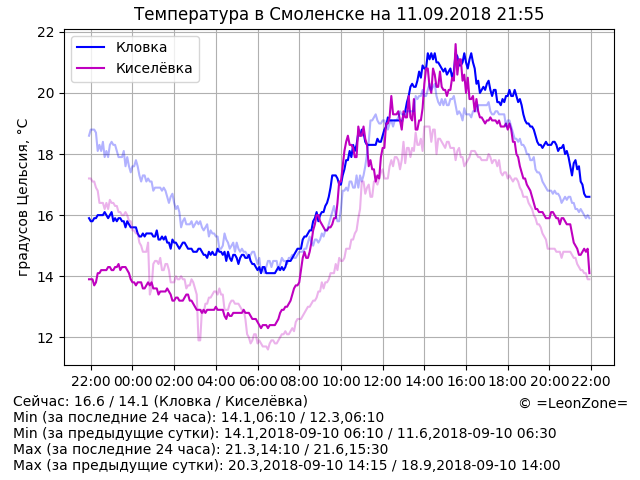 Температура в Смоленске на 11.09.2018 21:55
Кловка
Киселёвка
градусов Цельсия, °C
22
20
18
16
14
12
22:00 00:00 02:00 04:00 06:00 08:00 10:00 12:00 14:00 16:00 18:00 20:00 22:00
Сейчас: 16.6 / 14.1 (Кловка / Киселёвка)
© =LeonZone=
Min (за последние 24 часа): 14.1,06:10 / 12.3,06:10
Min (за предыдущие сутки): 14.1,2018-09-10 06:10 / 11.6,2018-09-10 06:30
Max (за последние 24 часа): 21.3,14:10 / 21.6,15:30
Max (за предыдущие сутки): 20.3,2018-09-10 14:15 / 18.9,2018-09-10 14:00